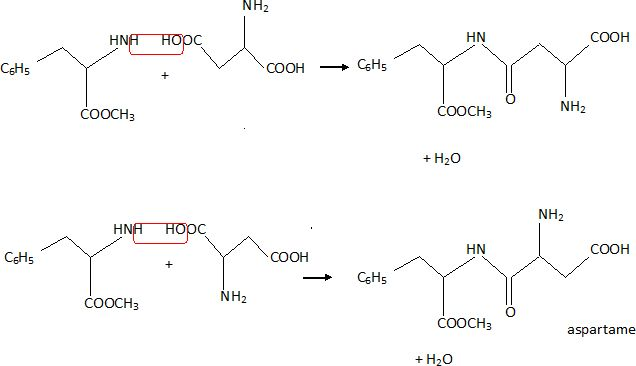 NH₂
HNH HOOC HN COOH
C₆H₅ + COOH C₆H₅
COOCH₃ COOCH₃ O NH₂
+ H₂O
NH₂
HNH HOOC HN COOH
C₆H₅ + COOH C₆H₅
COOCH₃ NH₂ COOCH₃ O
aspartame
+ H₂O